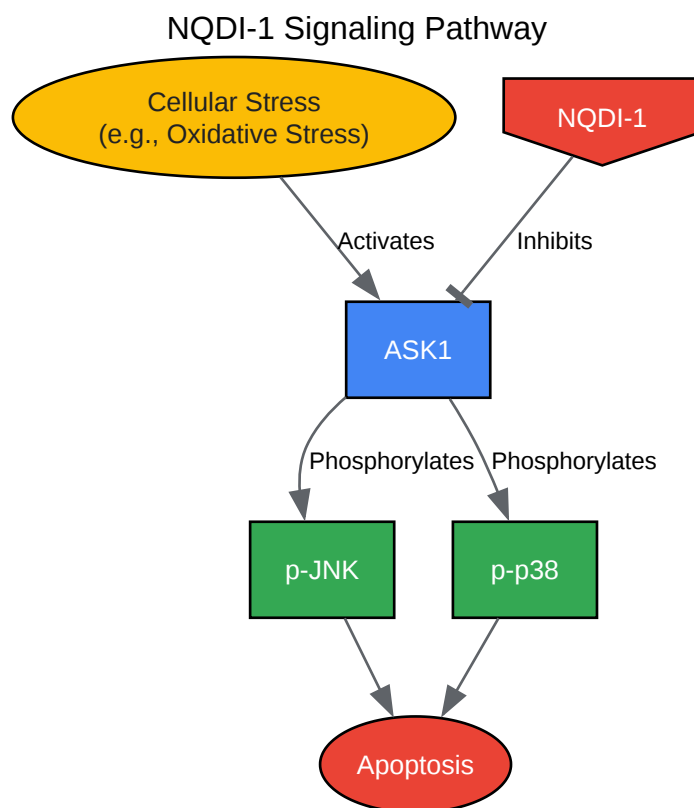 NQDI-1 Signaling Pathway
Cellular Stress
(e.g., Oxidative Stress)
NQDI-1
Activates
Inhibits
ASK1
Phosphorylates
Phosphorylates
p-JNK
p-p38
Apoptosis